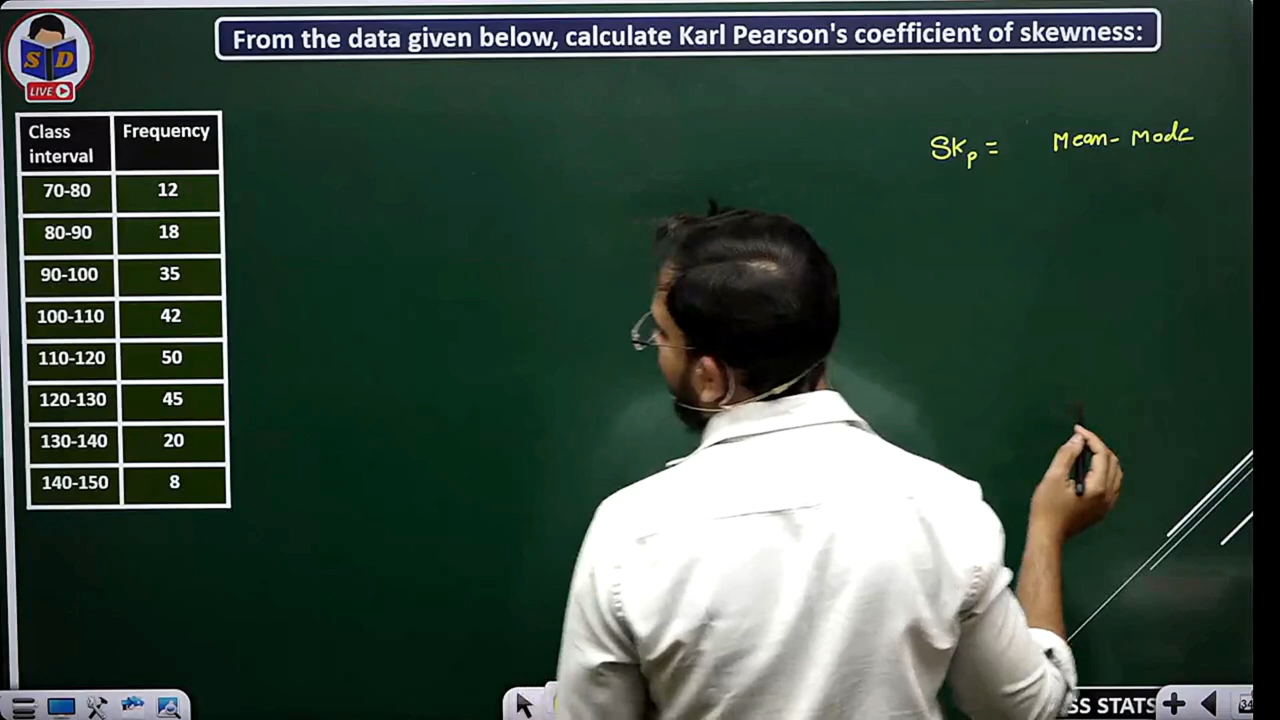 From the data given below, calculate Karl Pearson's coefficient of skewness:
S D
LIVE
Class interval Frequency
70-80 12
80-90 18
90-100 35
100-110 42
110-120 50
120-130 45
130-140 20
140-150 8
SKp = Mean - Mode
SS STATS
34